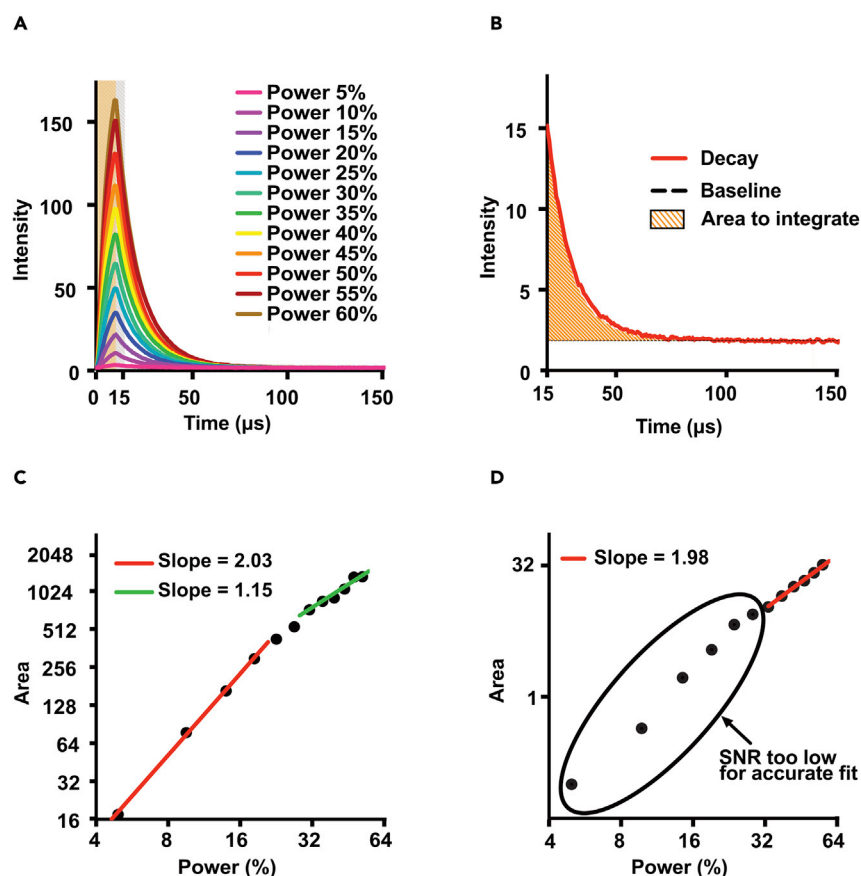 A
Intensity
150
100
50
0
0
15
50
100
150
Time (µs)
Power 5%
Power 10%
Power 15%
Power 20%
Power 25%
Power 30%
Power 35%
Power 40%
Power 45%
Power 50%
Power 55%
Power 60%
B
Intensity
15
15
5
0
15
50
100
150
Time (µs)
Decay
Baseline
Area to integrate
C
Area
2048
1024
512
256
128
64
32
16
4
8
16
32
64
Power (%)
Slope = 2.03
Slope = 1.15
D
Area
32
1
4
8
16
32
64
Power (%)
Slope = 1.98
SNR too low
for accurate fit